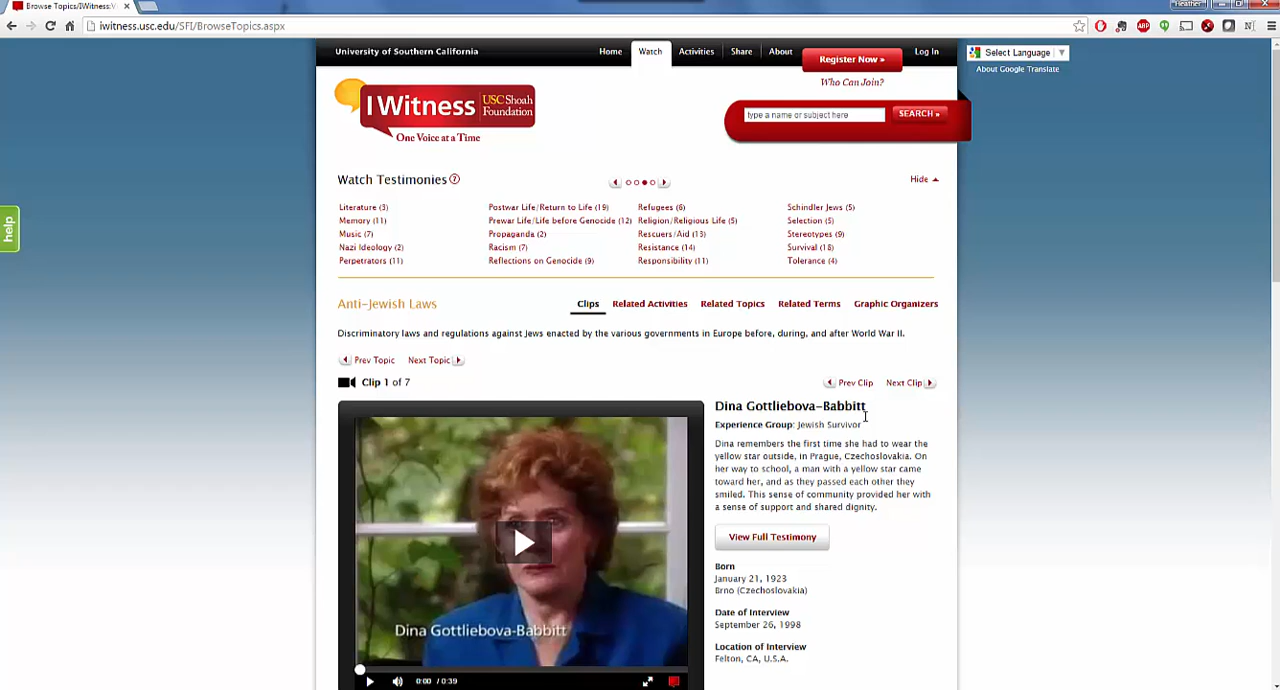 Browse Topics/IWitness:V
Heather
iwitness.usc.edu/SFI/BrowseTopics.aspx
University of Southern California
Home
Watch
Activities
Share
About
Register Now »
Log In
Select Language
Who Can Join?
About Google Translate
IWitness
USC Shoah
Foundation
One Voice at a Time
type a name or subject here
SEARCH »
Watch Testimonies ?
Hide
help
Literature (3)
Memory (11)
Music (7)
Nazi Ideology (2)
Perpetrators (11)
Postwar Life/Return to Life (19)
Prewar Life/Life before Genocide (12)
Propaganda (2)
Racism (7)
Reflections on Genocide (9)
Refugees (6)
Religion/Religious Life (5)
Rescuers/Aid (13)
Resistance (14)
Responsibility (11)
Schindler Jews (5)
Selection (5)
Stereotypes (9)
Survival (18)
Tolerance (4)
Anti-Jewish Laws
Clips
Related Activities
Related Topics
Related Terms
Graphic Organizers
Discriminatory laws and regulations against Jews enacted by the various governments in Europe before, during, and after World War II.
Prev Topic
Next Topic
Clip 1 of 7
Prev Clip
Next Clip
Dina Gottliebova-Babbitt
0:00 / 0:39
Dina Gottliebova-Babbitt
Experience Group: Jewish Survivor
Dina remembers the first time she had to wear the
yellow star outside, in Prague, Czechoslovakia. On
her way to school, a man with a yellow star came
toward her, and as they passed each other they
smiled. This sense of community provided her with
a sense of support and shared dignity.
View Full Testimony
Born
January 21, 1923
Brno (Czechoslovakia)
Date of Interview
September 26, 1998
Location of Interview
Felton, CA, U.S.A.